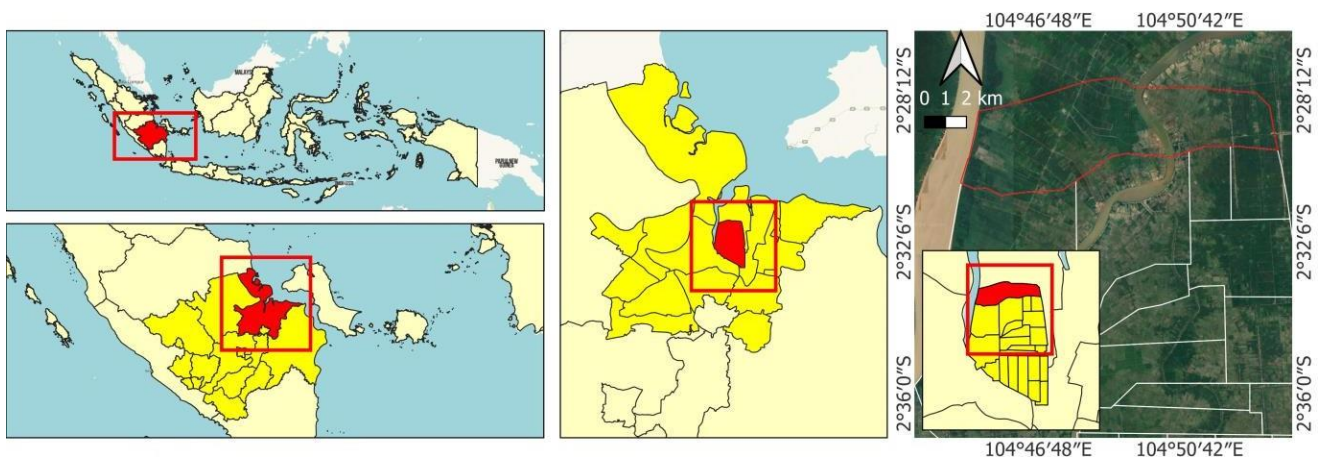 MALAYSIA
PAPUA NEW
GUINEA
104°46′48″E 104°50′42″E
0 1 2 km
2°28′12″S
2°28′12″S
2°32′6″S
2°32′6″S
2°36′0″S
2°36′0″S
104°46′48″E 104°50′42″E